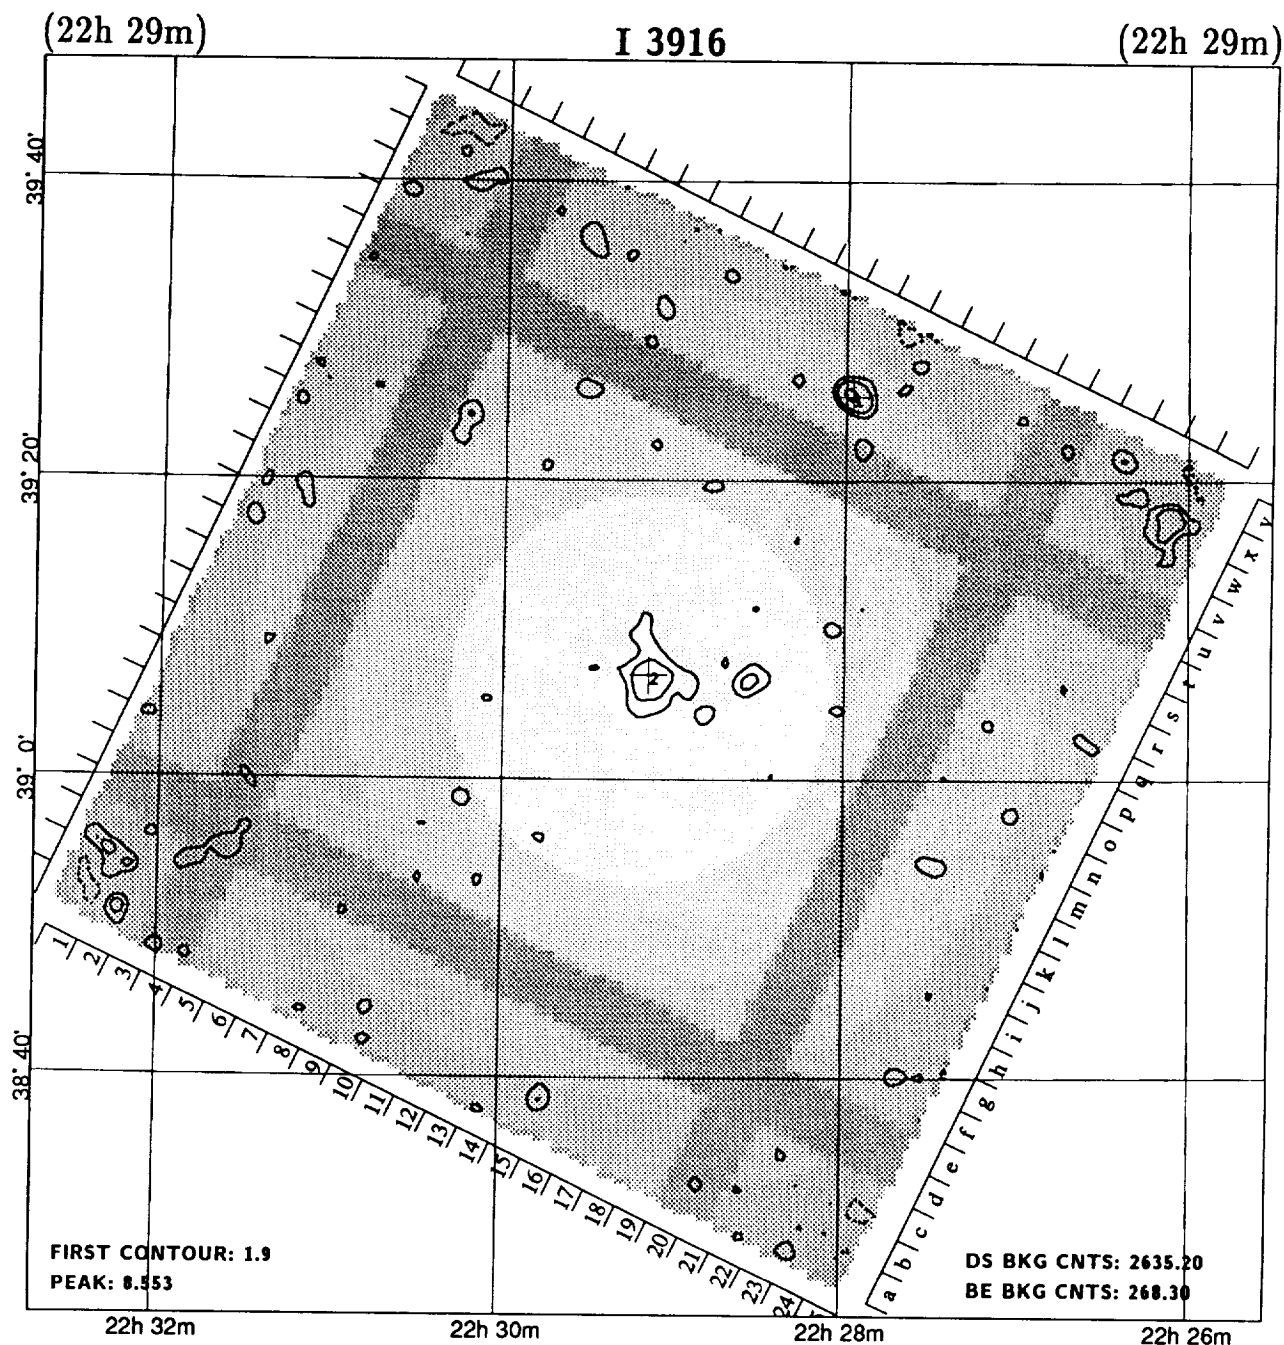 (22h 29m) I 3916 (22h 29m)
39° 40'
39° 20'
39° 0'
38° 40'
1
2
1 2 3 4 5 6 7 8 9 10 11 12 13 14 15 16 17 18 19 20 21 22 23 24
a b c d e f g h i j k l m n o p q r s t u v w x y
FIRST CONTOUR: 1.9
PEAK: 8.553
DS BKG CNTS: 2635.20
BE BKG CNTS: 268.30
22h 32m 22h 30m 22h 28m 22h 26m